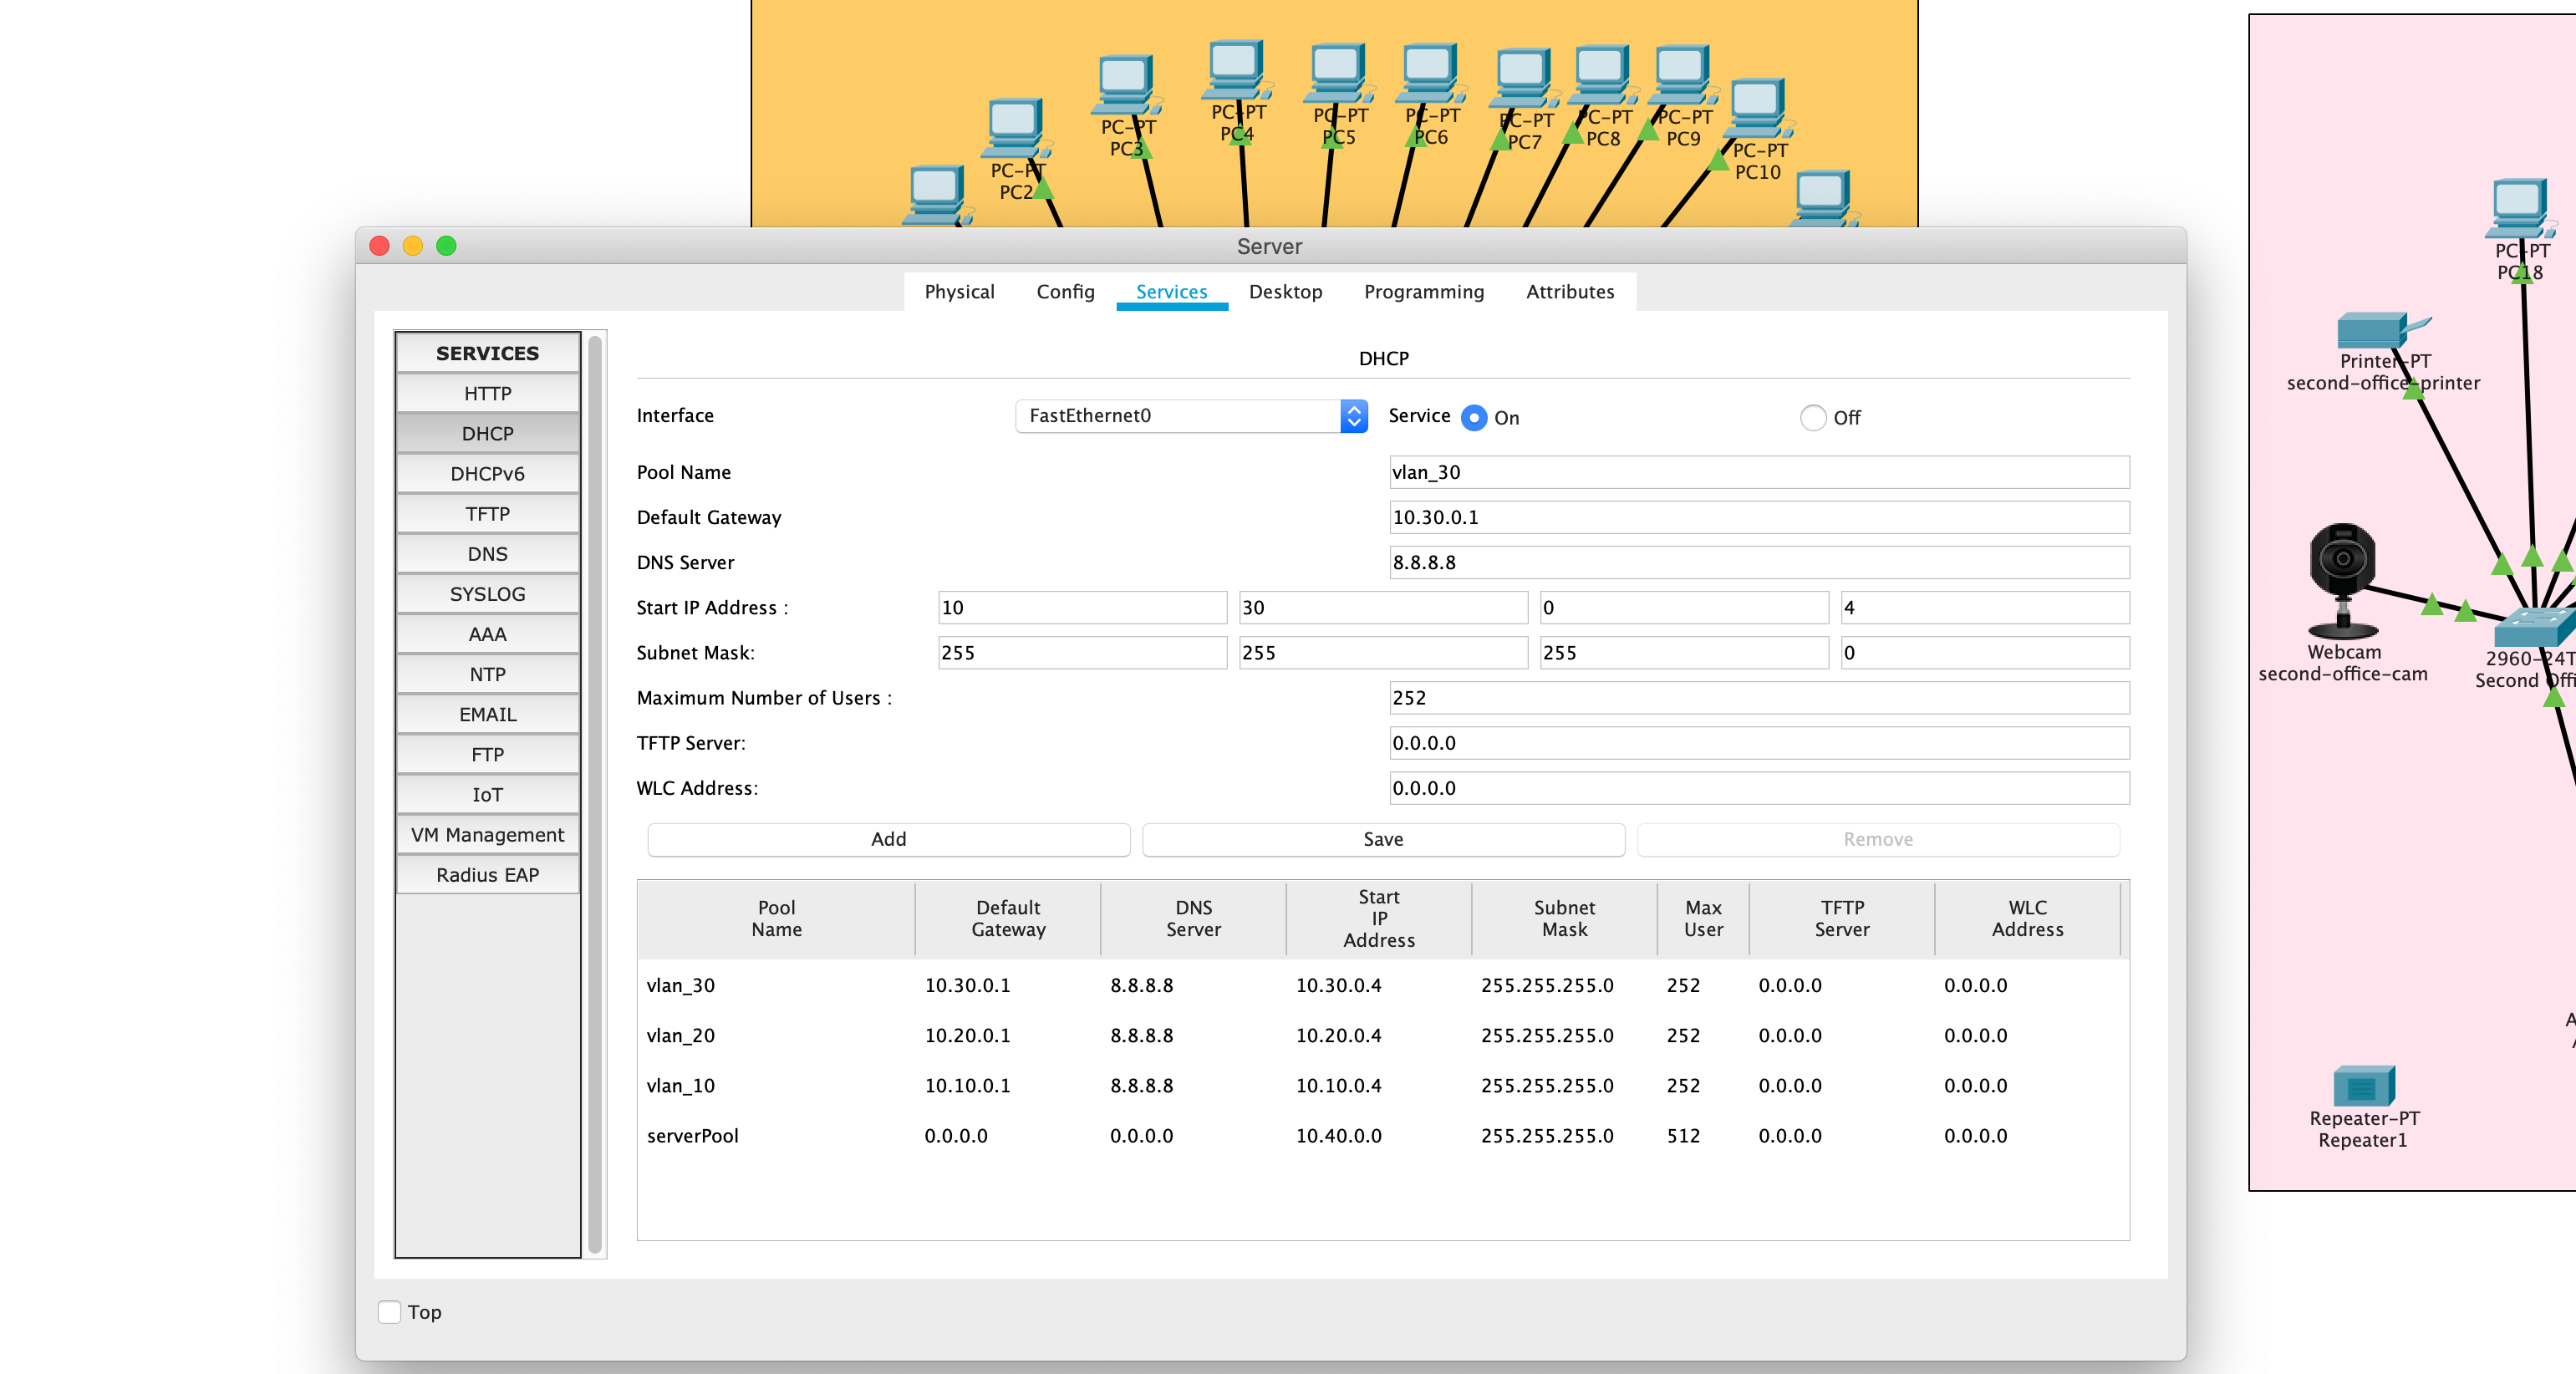 PC-PT
PC2
PC-PT
PC3
PC-PT
PC4
PC-PT
PC5
PC-PT
PC6
PC-PT
PC7
PC-PT
PC8
PC-PT
PC9
PC-PT
PC10
Server
Physical Config Services Desktop Programming Attributes
SERVICES
HTTP
DHCP
DHCPv6
TFTP
DNS
SYSLOG
AAA
NTP
EMAIL
FTP
IoT
VM Management
Radius EAP
DHCP
Interface FastEthernet0 Service On Off
Pool Name vlan_30
Default Gateway 10.30.0.1
DNS Server 8.8.8.8
Start IP Address : 10 30 0 4
Subnet Mask: 255 255 255 0
Maximum Number of Users : 252
TFTP Server: 0.0.0.0
WLC Address: 0.0.0.0
Add Save Remove
Pool Name Default Gateway DNS Server Start IP Address Subnet Mask Max User TFTP Server WLC Address
vlan_30 10.30.0.1 8.8.8.8 10.30.0.4 255.255.255.0 252 0.0.0.0 0.0.0.0
vlan_20 10.20.0.1 8.8.8.8 10.20.0.4 255.255.255.0 252 0.0.0.0 0.0.0.0
vlan_10 10.10.0.1 8.8.8.8 10.10.0.4 255.255.255.0 252 0.0.0.0 0.0.0.0
serverPool 0.0.0.0 0.0.0.0 10.40.0.0 255.255.255.0 512 0.0.0.0 0.0.0.0
Top
PC-PT
PC18
Printer-PT
second-office-printer
Webcam
second-office-cam
2960-24T
Second Offi
Repeater-PT
Repeater1